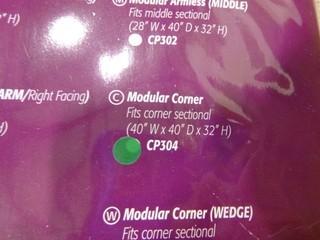 Ⓜ Modular Armless (MIDDLE)
Fits middle sectional
(28" W x 40" D x 32" H)
CP302
ARM/Right Facing)
H)
Ⓒ Modular Corner
Fits corner sectional
(40" W x 40" D x 32" H)
CP304
Ⓦ Modular Corner (WEDGE)
Fits corner sectional